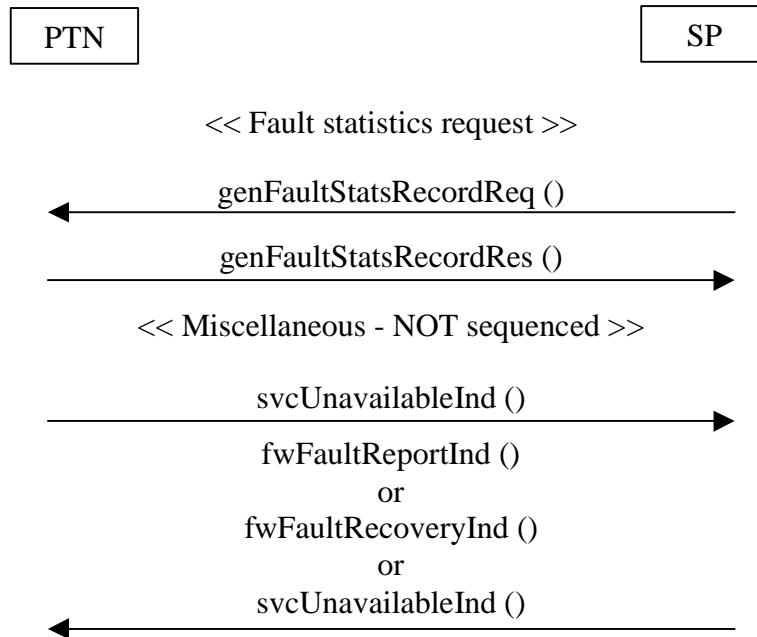 PTN
SP
<< Fault statistics request >>
genFaultStatsRecordReq ()
genFaultStatsRecordRes ()
<< Miscellaneous - NOT sequenced >>
svcUnavailableInd ()
fwFaultReportInd ()
or
fwFaultRecoveryInd ()
or
svcUnavailableInd ()